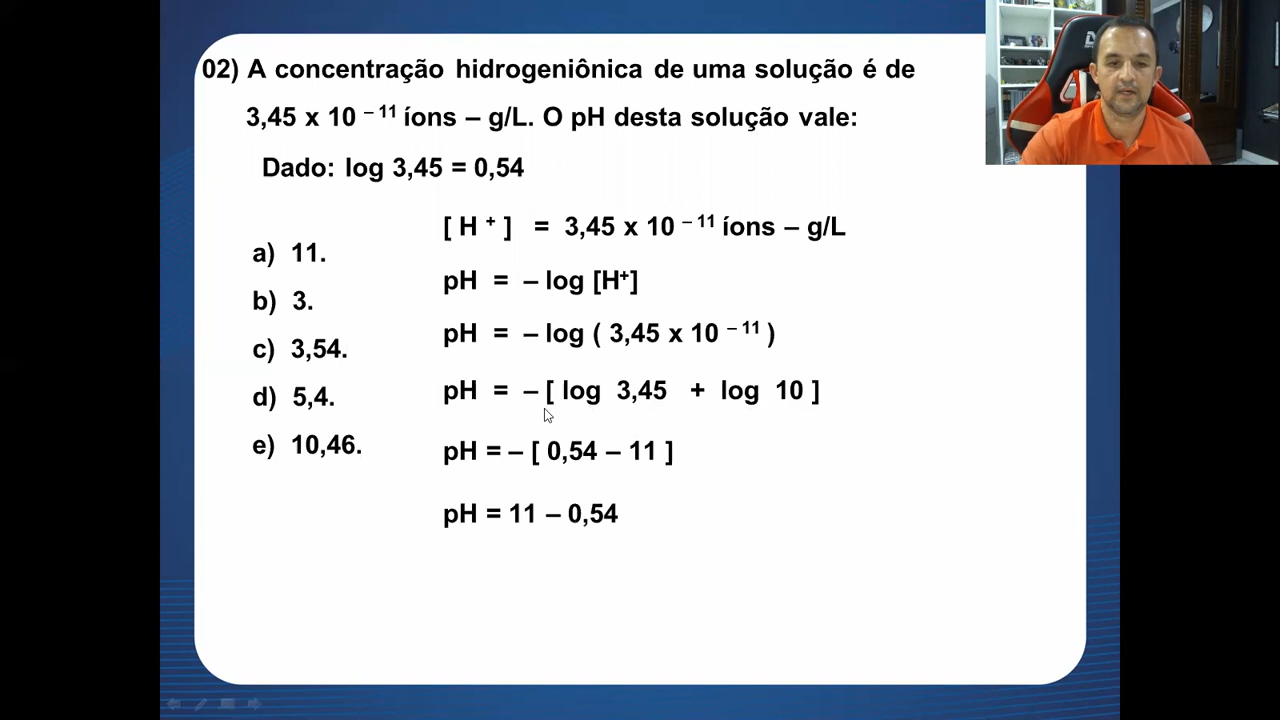 02) A concentração hidrogeniônica de uma solução é de
3,45 x 10 – 11 íons – g/L. O pH desta solução vale:
Dado: log 3,45 = 0,54
[ H + ] = 3,45 x 10 – 11 íons – g/L
a) 11.
pH = – log [H+]
b) 3.
pH = – log ( 3,45 x 10 – 11 )
c) 3,54.
pH = – [ log 3,45 + log 10 ]
d) 5,4.
e) 10,46.
pH = – [ 0,54 – 11 ]
pH = 11 – 0,54